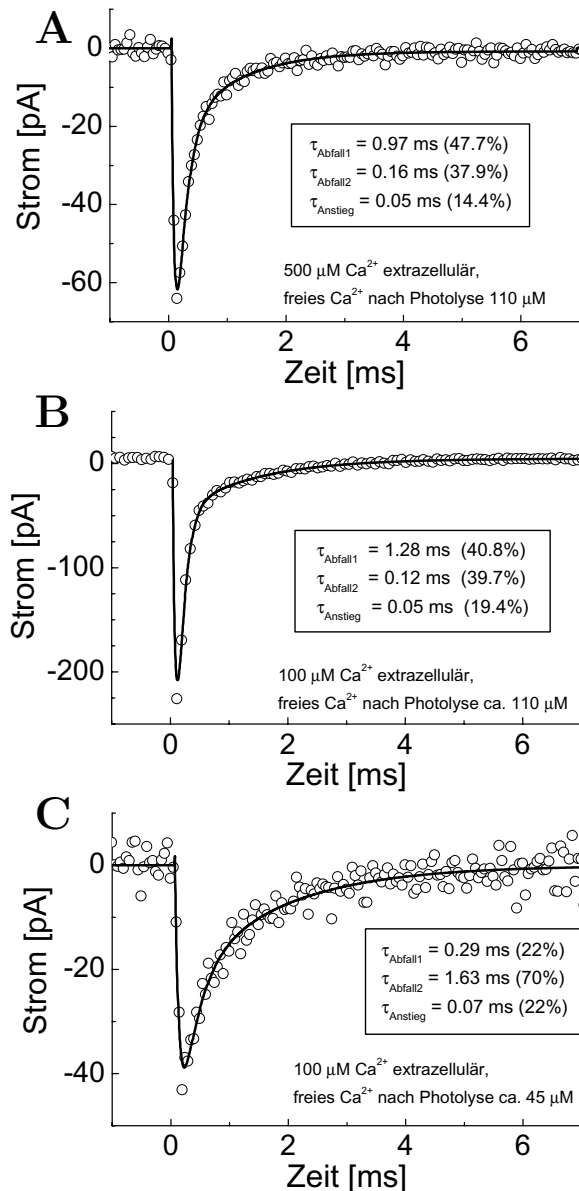 A
0
-20
-40
-60
Strom [pA]
τAbfall1 = 0.97 ms (47.7%)
τAbfall2 = 0.16 ms (37.9%)
τAnstieg = 0.05 ms (14.4%)
500 µM Ca2+ extrazellulär,
freies Ca2+ nach Photolyse 110 µM
0 2 4 6
Zeit [ms]
B
0
-100
-200
Strom [pA]
τAbfall1 = 1.28 ms (40.8%)
τAbfall2 = 0.12 ms (39.7%)
τAnstieg = 0.05 ms (19.4%)
100 µM Ca2+ extrazellulär,
freies Ca2+ nach Photolyse ca. 110 µM
0 2 4 6
Zeit [ms]
C
0
-20
-40
Strom [pA]
τAbfall1 = 0.29 ms (22%)
τAbfall2 = 1.63 ms (70%)
τAnstieg = 0.07 ms (22%)
100 µM Ca2+ extrazellulär,
freies Ca2+ nach Photolyse ca. 45 µM
0 2 4 6
Zeit [ms]